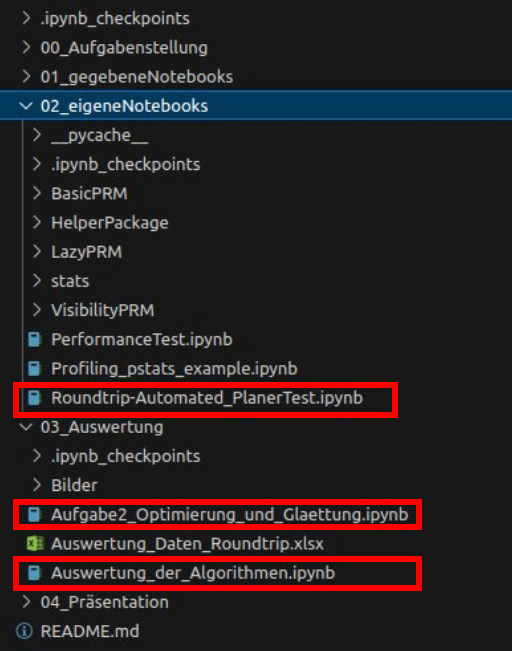 .ipynb_checkpoints
00_Aufgabenstellung
01_gegebeneNotebooks
02_eigeneNotebooks
__pycache__
.ipynb_checkpoints
BasicPRM
HelperPackage
LazyPRM
stats
VisibilityPRM
PerformanceTest.ipynb
Profiling_pstats_example.ipynb
Roundtrip-Automated_PlanerTest.ipynb
03_Auswertung
.ipynb_checkpoints
Bilder
Aufgabe2_Optimierung_und_Glaettung.ipynb
Auswertung_Daten_Roundtrip.xlsx
Auswertung_der_Algorithmen.ipynb
04_Präsentation
README.md